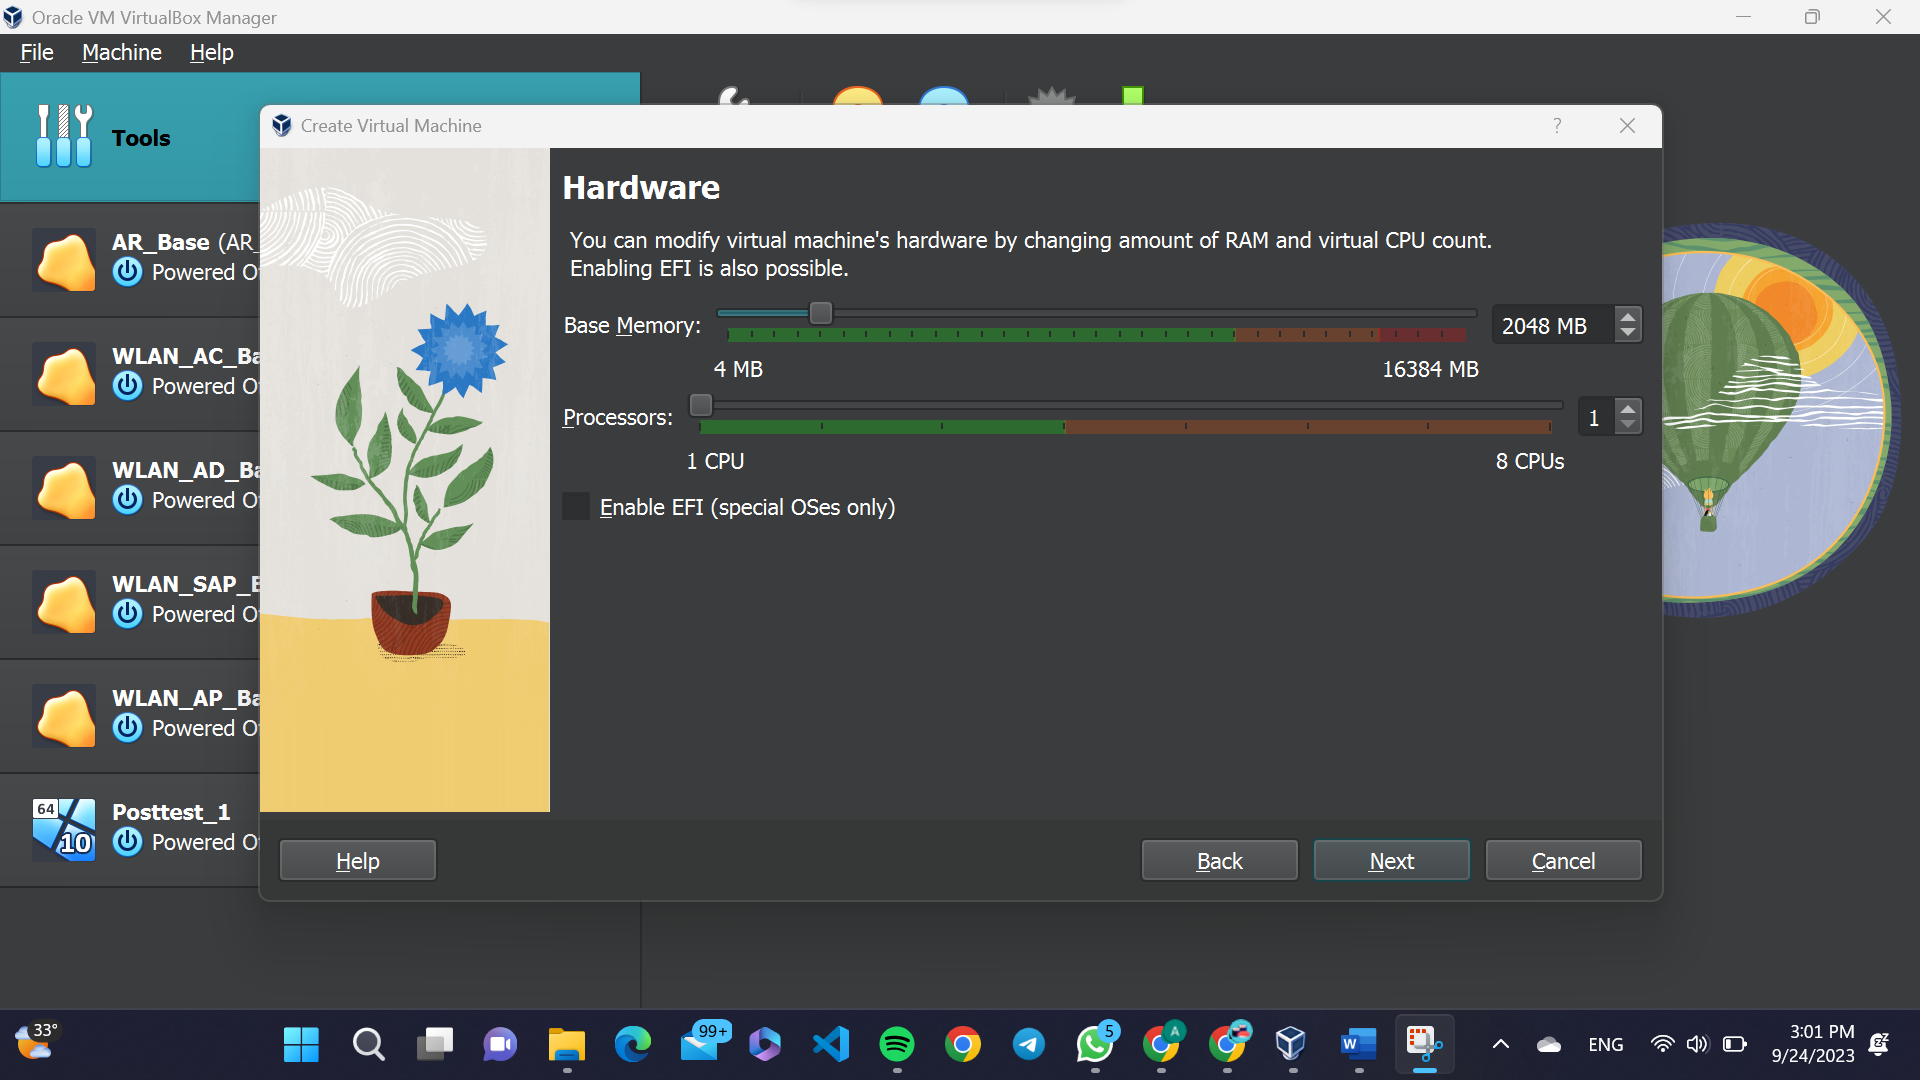 Oracle VM VirtualBox Manager
File Machine Help
Tools
Create Virtual Machine
?
Hardware
You can modify virtual machine's hardware by changing amount of RAM and virtual CPU count.
Enabling EFI is also possible.
Base Memory:
2048 MB
4 MB
16384 MB
Processors:
1
1 CPU
8 CPUs
Enable EFI (special OSes only)
Help
Back
Next
Cancel
AR_Base (AR_
Powered O
WLAN_AC_Ba
Powered O
WLAN_AD_Ba
Powered O
WLAN_SAP_B
Powered O
WLAN_AP_Ba
Powered O
64
10
Posttest_1
Powered O
33°
99+
5
A
W
ENG
3:01 PM
9/24/2023